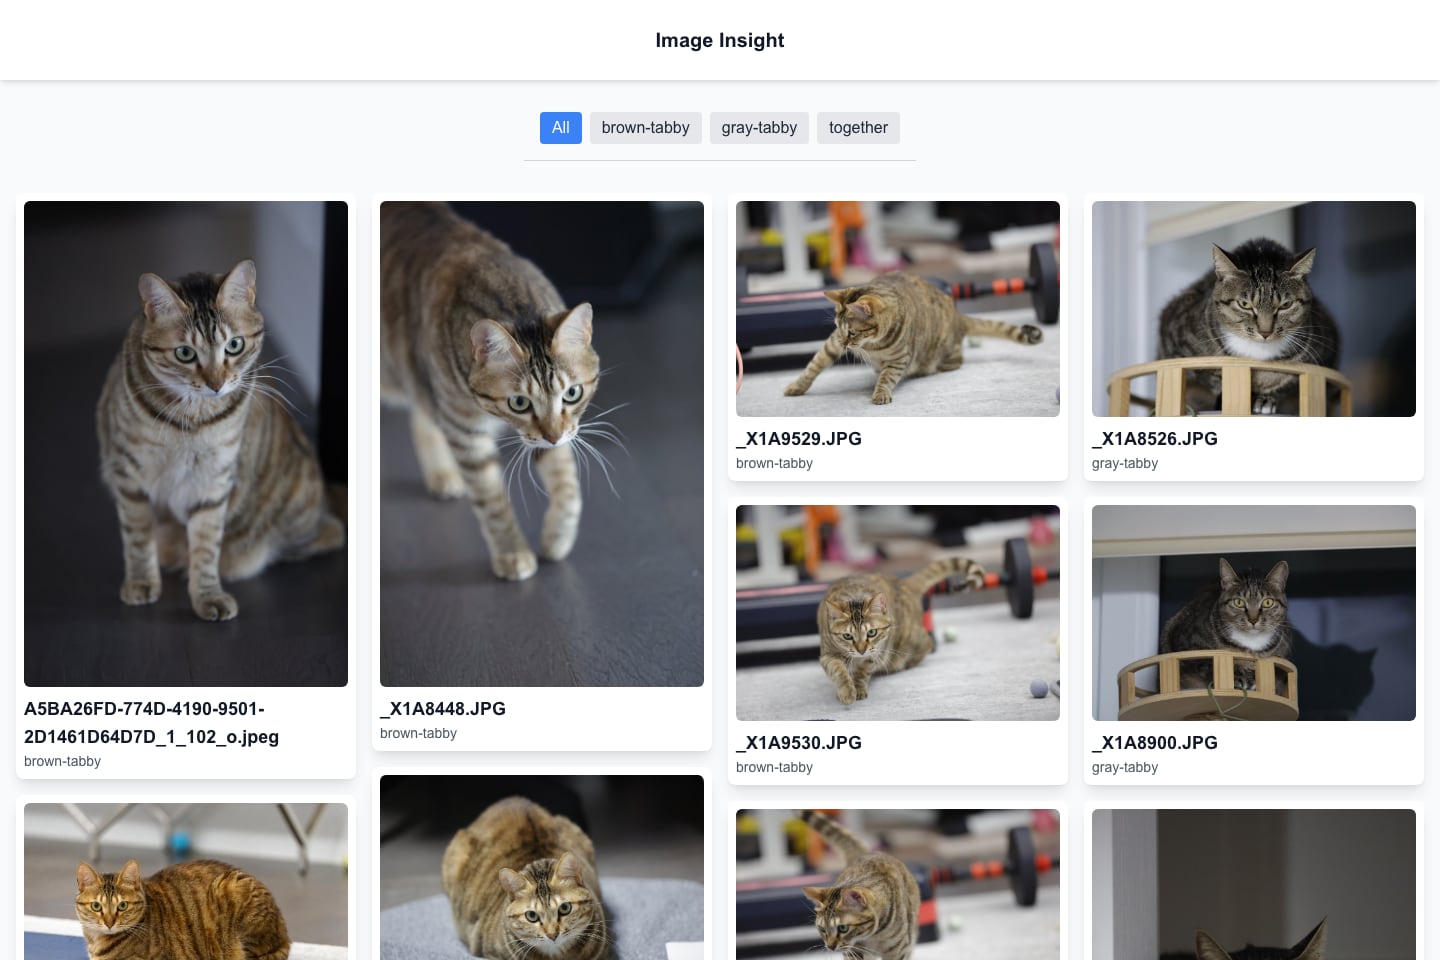 Image Insight
All
brown-tabby
gray-tabby
together
A5BA26FD-774D-4190-9501-
2D1461D64D7D_1_102_o.jpeg
brown-tabby
_X1A8448.JPG
brown-tabby
_X1A9529.JPG
brown-tabby
_X1A9530.JPG
brown-tabby
_X1A8526.JPG
gray-tabby
_X1A8900.JPG
gray-tabby